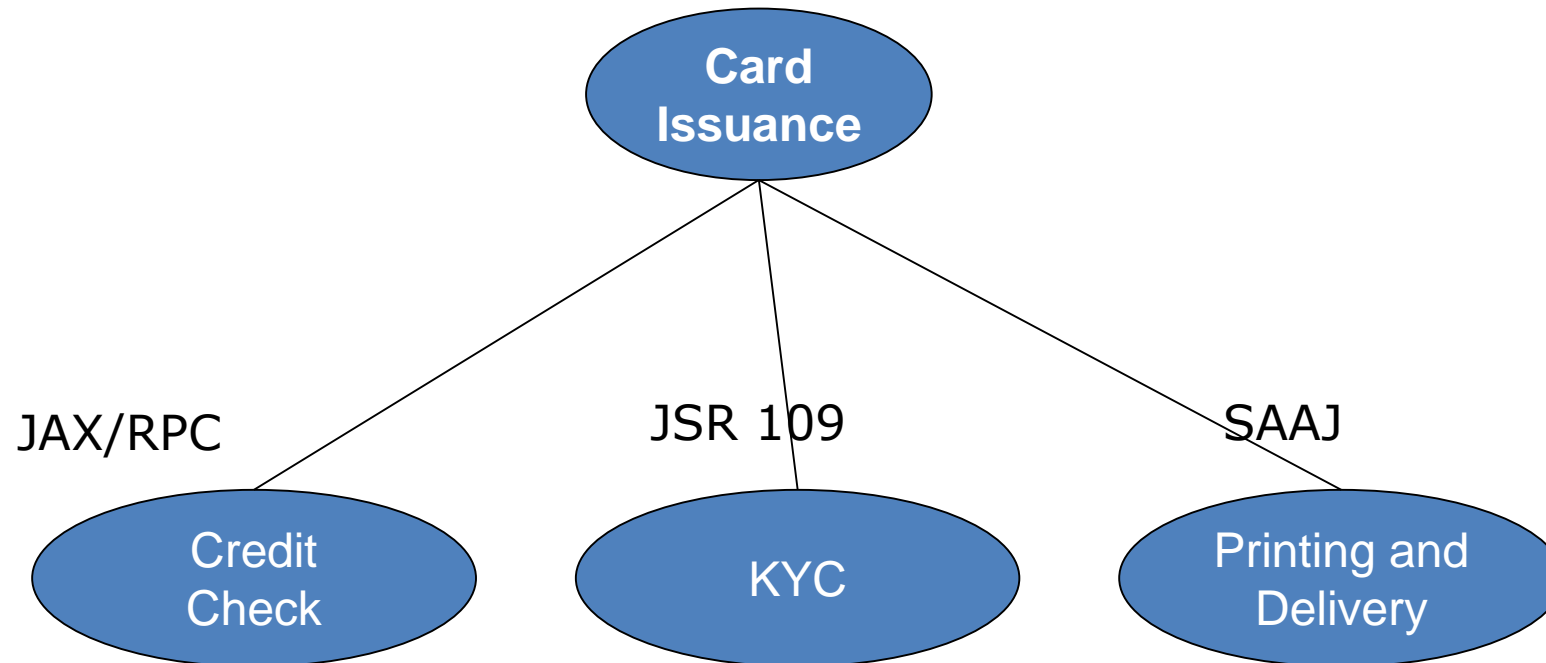 Card
Issuance
JAX/RPC
JSR 109
SAAJ
Credit
Check
KYC
Printing and
Delivery